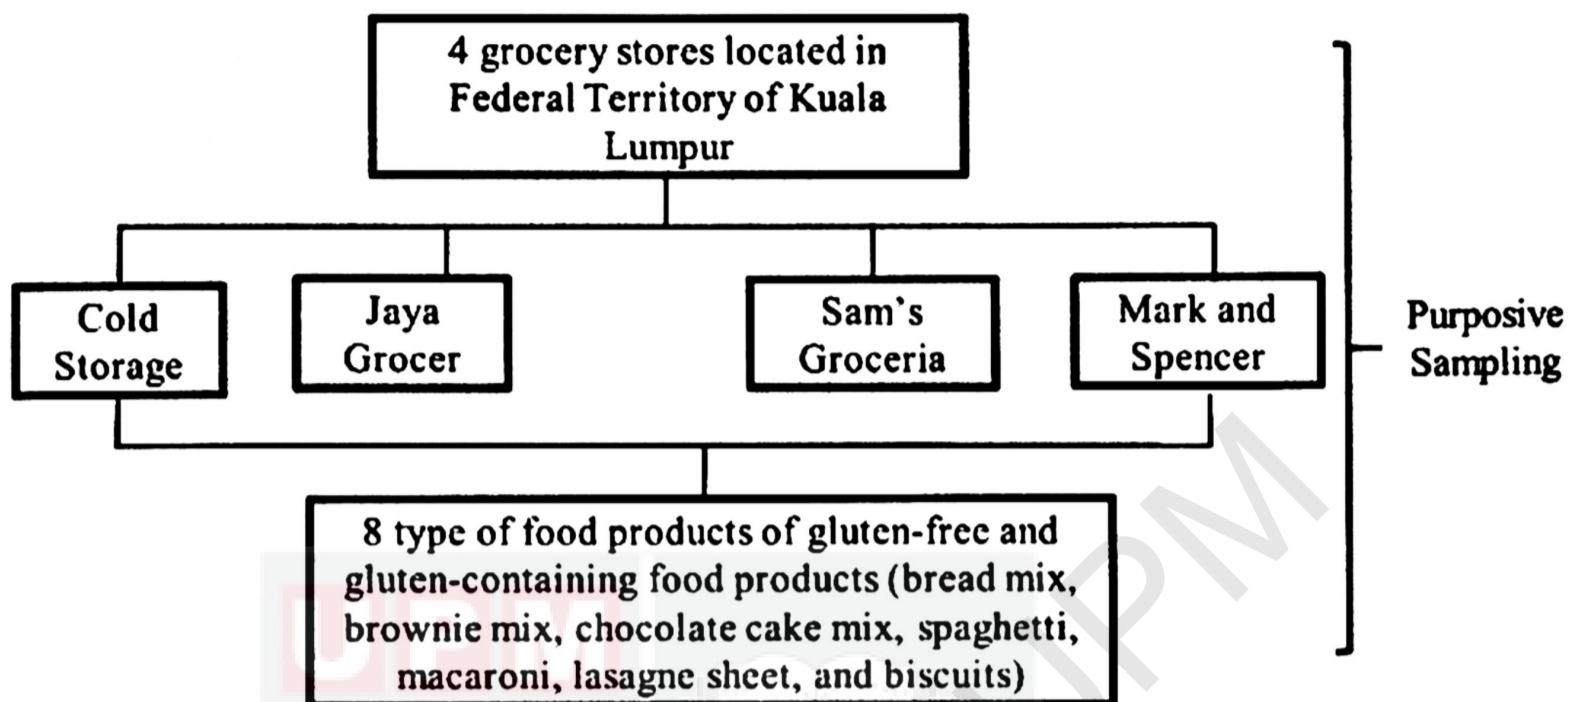 4 grocery stores located in
Federal Territory of Kuala
Lumpur
Cold
Storage
Jaya
Grocer
Sam's
Groceria
Mark and
Spencer
Purposive
Sampling
8 type of food products of gluten-free and
gluten-containing food products (bread mix,
brownie mix, chocolate cake mix, spaghetti,
macaroni, lasagne sheet, and biscuits)
UPM
UPM